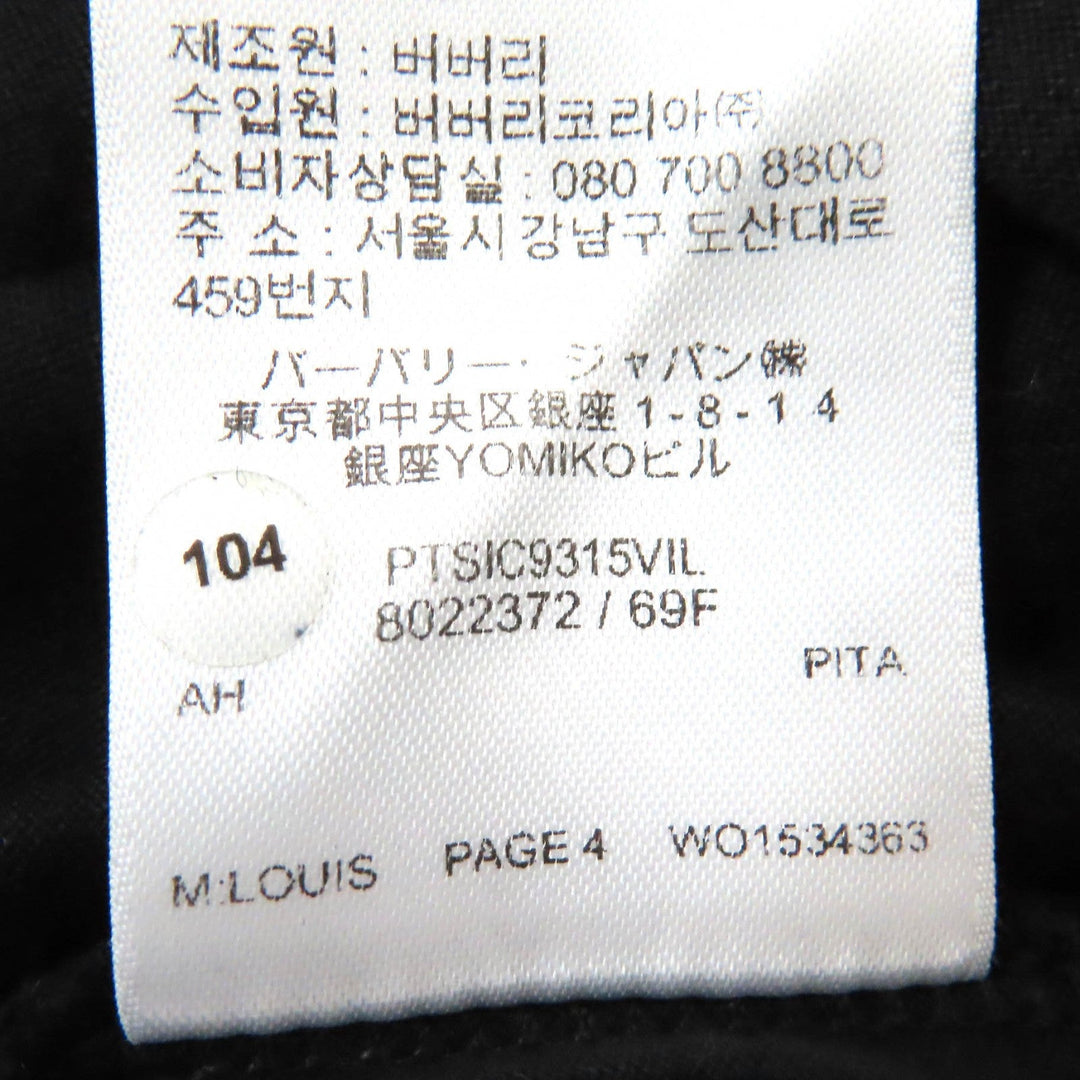 제조원 : 버버리
수입원 : 버버리코리아(주)
소비자상담실 : 080 700 8800
주 소 : 서울시강남구 도산대로
459번지
バーバリー・ジャパン㈱
東京都中央区銀座1-8-14
銀座YOMIKOビル
104
PTSIC9315VIL
8022372 / 69F
PITA
AH
M:LOUIS PAGE 4 WO1534363